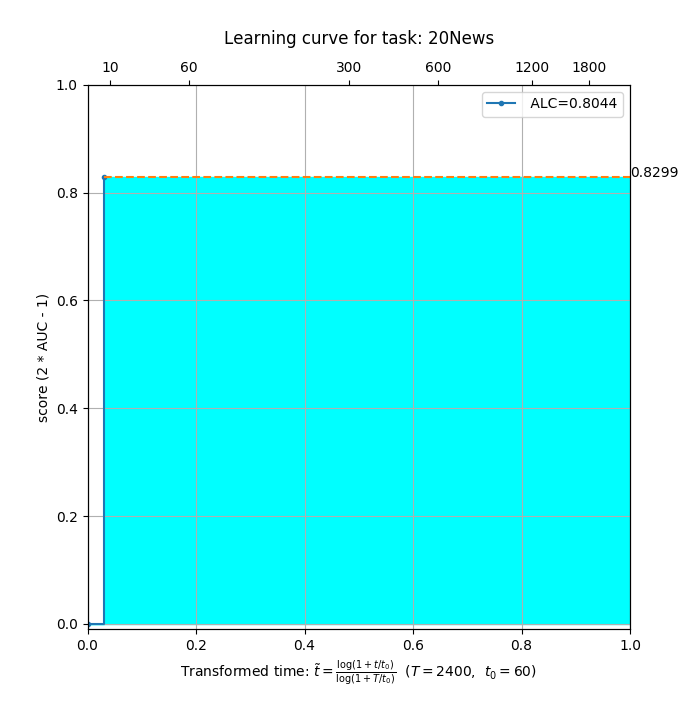 Learning curve for task: 20News
10 60 300 600 1200 1800
1.0
ALC=0.8044
0.8299
0.8
0.6
score (2 * AUC - 1)
0.4
0.2
0.0
0.0 0.2 0.4 0.6 0.8 1.0
Transformed time: t̃ = log(1 + t/t₀) / log(1 + T/t₀) (T = 2400, t₀ = 60)